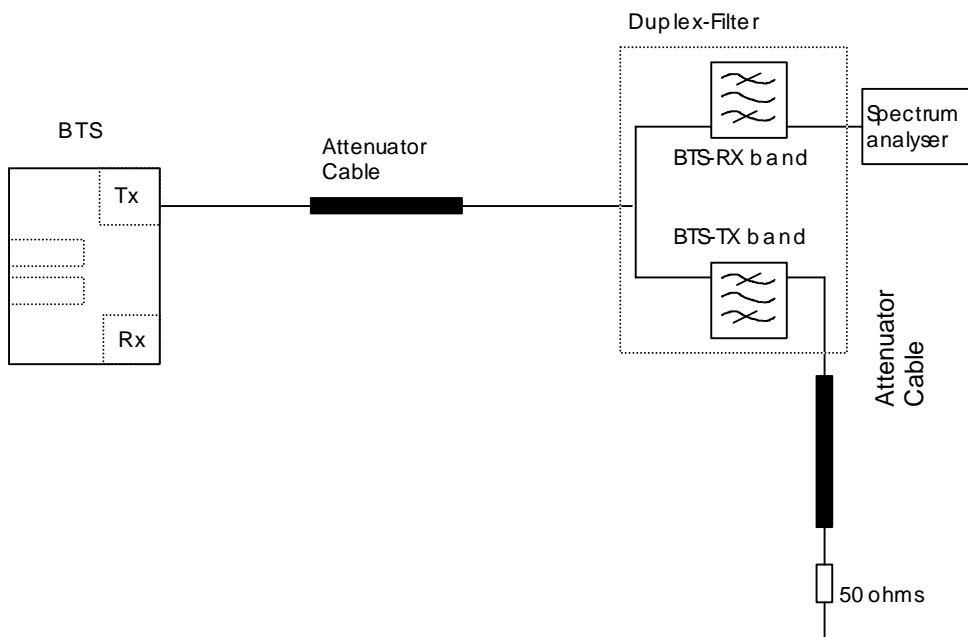 Duplex-Filter
BTS
Tx
Rx
Attenuator
Cable
BTS-RX band
Spectrum
analyser
BTS-TX band
Attenuator
Cable
50 ohms